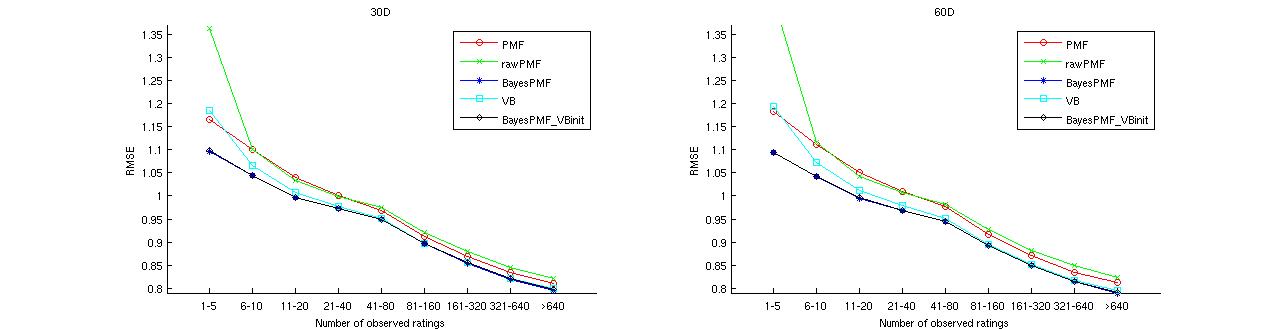 30D
1.35
1.3
1.25
1.2
1.15
1.1
1.05
1
0.95
0.9
0.85
0.8
RMSE
PMF
rawPMF
BayesPMF
VB
BayesPMF_VBinit
1-5 6-10 11-20 21-40 41-80 81-160 161-320 321-640 >640
Number of observed ratings
60D
1.35
1.3
1.25
1.2
1.15
1.1
1.05
1
0.95
0.9
0.85
0.8
RMSE
PMF
rawPMF
BayesPMF
VB
BayesPMF_VBinit
1-5 6-10 11-20 21-40 41-80 81-160 161-320 321-640 >640
Number of observed ratings